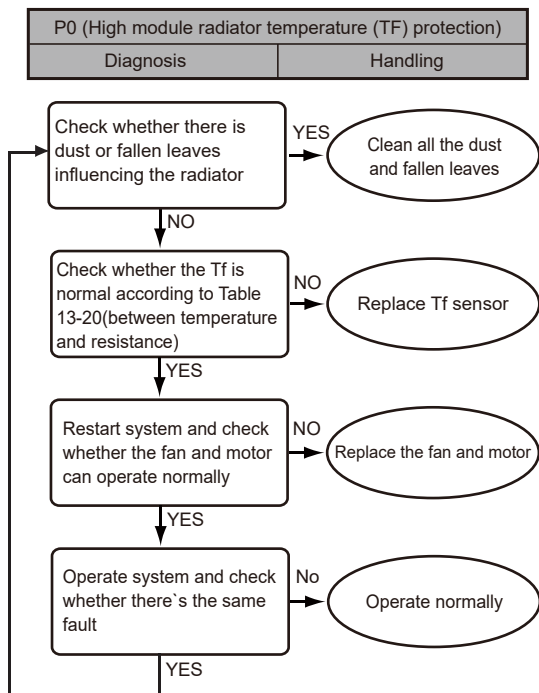 P0 (High module radiator temperature (TF) protection)
Diagnosis
Handling
Check whether there is
dust or fallen leaves
influencing the radiator
YES
Clean all the dust
and fallen leaves
NO
Check whether the Tf is
normal according to Table
13-20(between temperature
and resistance)
NO
Replace Tf sensor
YES
Restart system and check
whether the fan and motor
can operate normally
NO
Replace the fan and motor
YES
Operate system and check
whether there`s the same
fault
No
Operate normally
YES